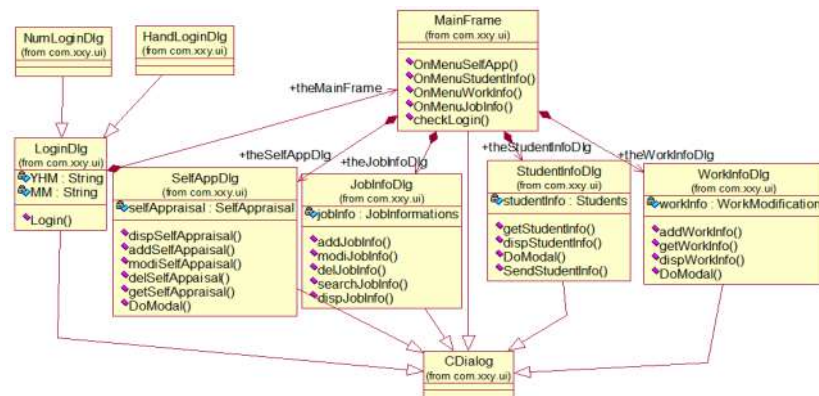 NumLoginDlg
(from com.xxy.ui)
HandLoginDlg
(from com.xxy.ui)
MainFrame
(from com.xxy.ui)
OnMenuSelfApp()
OnMenuStudentInfo()
OnMenuWorkInfo()
OnMenuJobInfo()
checkLogin()
+theMainFrame
LoginDlg
(from com.xxy.ui)
YHM : String
MM : String
Login()
+theSelfAppDlg
+theJobInfoDlg
+theStudentInfoDlg
+theWorkInfoDlg
SelfAppDlg
(from com.xxy.ui)
selfAppraisal : SelfAppraisal
dispSelfAppraisal()
addSelfAppaisal()
modiSelfAppaisal()
delSelfAppaisal()
getSelfAppraisal()
DoModal()
JobInfoDlg
(from com.xxy.ui)
jobInfo : JobInformations
addJobInfo()
modiJobInfo()
delJobInfo()
searchJobInfo()
dispJobInfo()
StudentInfoDlg
(from com.xxy.ui)
studentInfo : Students
getStudentInfo()
dispStudentInfo()
DoModal()
SendStudentInfo()
WorkInfoDlg
(from com.xxy.ui)
workInfo : WorkModification
addWorkInfo()
getWorkInfo()
dispWorkInfo()
DoModal()
CDialog
(from com.xxy.ui)